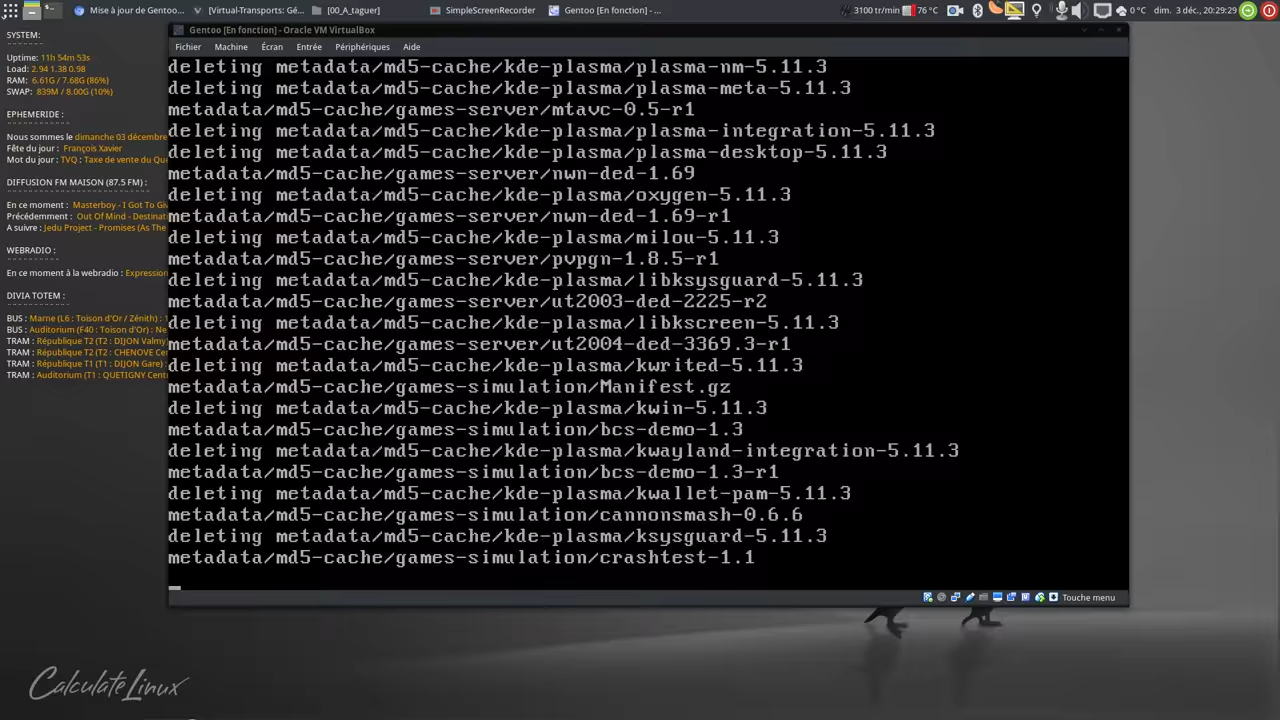 Mise à jour de Gentoo...
[Virtual-Transports: Gé...
[00_A_taguer]
SimpleScreenRecorder
Gentoo [En fonction] - ...
3100 tr/min
76 °C
0 °C
dim. 3 déc., 20:29:29
SYSTEM:
Uptime: 11h 54m 53s
Load: 2.94 1.38 0.98
RAM: 6.61G / 7.68G (86%)
SWAP: 839M / 8.00G (10%)
EPHEMERIDE :
Nous sommes le dimanche 03 décembre
Fête du jour : François Xavier
Mot du jour : TVQ : Taxe de vente du Qué
DIFFUSION FM MAISON (87.5 FM) :
En ce moment : Masterboy - I Got To Giv
Précédemment : Out Of Mind - Destinat
A suivre : Jedu Project - Promises (As The
WEBRADIO :
En ce moment à la webradio : Expression
DIVIA TOTEM :
BUS : Marne (L6 : Toison d'Or / Zénith) : 1
BUS : Auditorium (F40 : Toison d'Or) : Ne
TRAM : République T2 (T2 : DIJON Valmy)
TRAM : République T2 (T2 : CHENOVE Cen
TRAM : République T1 (T1 : DIJON Gare) :
TRAM : Auditorium (T1 : QUETIGNY Centr
Gentoo [En fonction] - Oracle VM VirtualBox
Fichier Machine Écran Entrée Périphériques Aide
deleting metadata/md5-cache/kde-plasma/plasma-nm-5.11.3
deleting metadata/md5-cache/kde-plasma/plasma-meta-5.11.3
metadata/md5-cache/games-server/mtavc-0.5-r1
deleting metadata/md5-cache/kde-plasma/plasma-integration-5.11.3
deleting metadata/md5-cache/kde-plasma/plasma-desktop-5.11.3
metadata/md5-cache/games-server/nwn-ded-1.69
deleting metadata/md5-cache/kde-plasma/oxygen-5.11.3
metadata/md5-cache/games-server/nwn-ded-1.69-r1
deleting metadata/md5-cache/kde-plasma/milou-5.11.3
metadata/md5-cache/games-server/pvpgn-1.8.5-r1
deleting metadata/md5-cache/kde-plasma/libksysguard-5.11.3
metadata/md5-cache/games-server/ut2003-ded-2225-r2
deleting metadata/md5-cache/kde-plasma/libkscreen-5.11.3
metadata/md5-cache/games-server/ut2004-ded-3369.3-r1
deleting metadata/md5-cache/kde-plasma/kwrited-5.11.3
metadata/md5-cache/games-simulation/Manifest.gz
deleting metadata/md5-cache/kde-plasma/kwin-5.11.3
metadata/md5-cache/games-simulation/bcs-demo-1.3
deleting metadata/md5-cache/kde-plasma/kwayland-integration-5.11.3
metadata/md5-cache/games-simulation/bcs-demo-1.3-r1
deleting metadata/md5-cache/kde-plasma/kwallet-pam-5.11.3
metadata/md5-cache/games-simulation/cannonsmash-0.6.6
deleting metadata/md5-cache/kde-plasma/ksysguard-5.11.3
metadata/md5-cache/games-simulation/crashtest-1.1
Touche menu
Calculate Linux